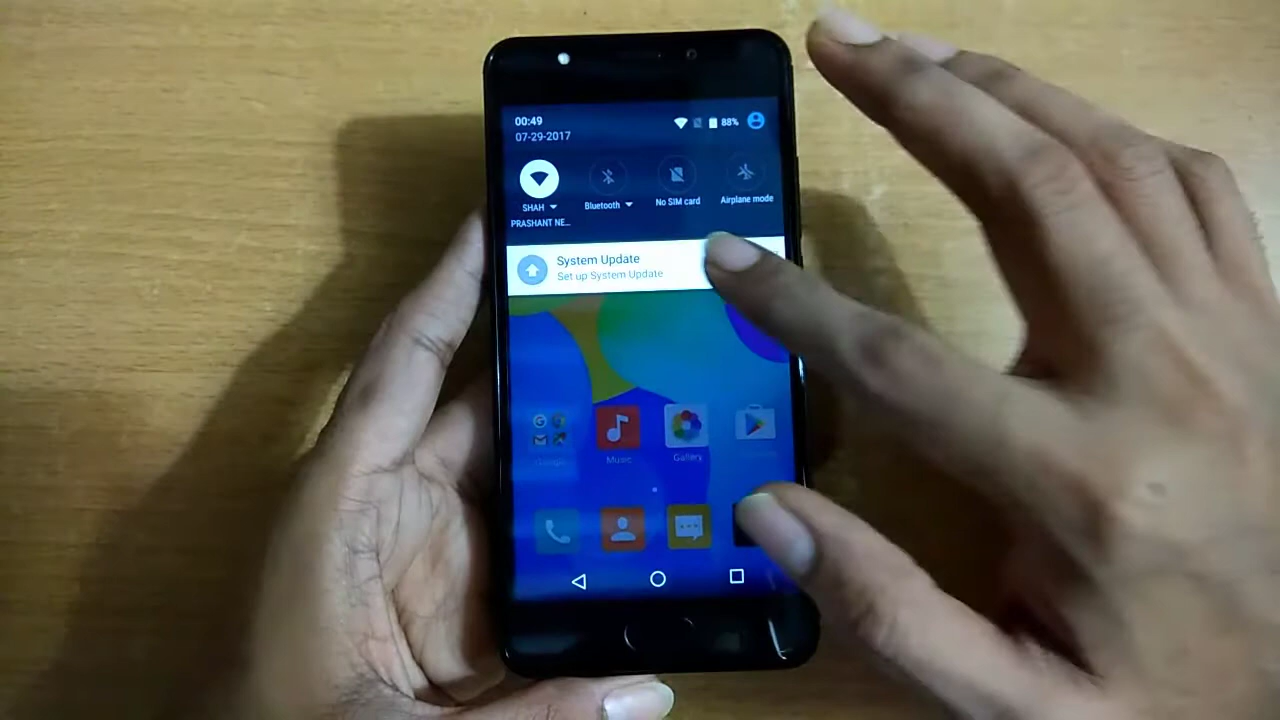 00:49
88%
07-29-2017
SHAH
Bluetooth
No SIM card
Airplane mode
PRASHANT NE...
System Update
Set up System Update
Google
Music
Gallery